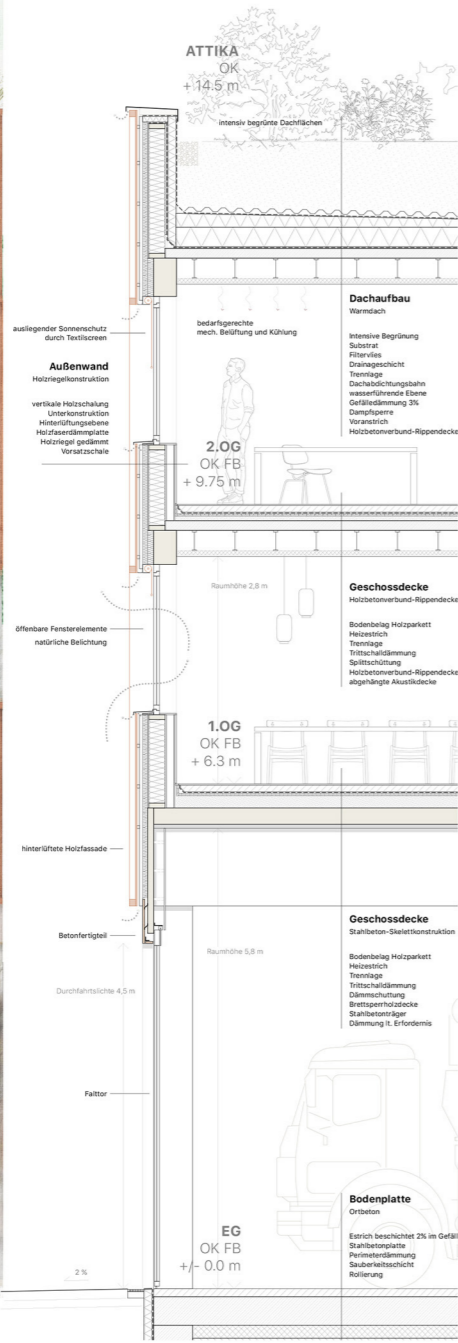 ATTIKA
OK
+ 14.5 m
intensiv begrünte Dachflächen
ausliegender Sonnenschutz
durch Textilscreen
Außenwand
Holzriegelkonstruktion
vertikale Holzschalung
Unterkonstruktion
Hinterlüftungsebene
Holzfaserdämmplatte
Holzriegel gedämmt
Vorsatzschale
bedarfsgerechte
mech. Belüftung und Kühlung
Dachaufbau
Warmdach
Intensive Begrünung
Substrat
Filtervlies
Drainageschicht
Trennlage
Dachabdichtungsbahn
wasserführende Ebene
Gefälledämmung 3%
Dampfsperre
Voranstrich
Holzbetonverbund-Rippendecke
2.OG
OK FB
+ 9.75 m
Raumhöhe 2,8 m
Geschossdecke
Holzbetonverbund-Rippendecke
Bodenbelag Holzparkett
Heizestrich
Trennlage
Trittschalldämmung
Splittschüttung
Holzbetonverbund-Rippendecke
abgehängte Akustikdecke
öffenbare Fensterelemente
natürliche Belichtung
1.OG
OK FB
+ 6.3 m
hinterlüftete Holzfassade
Betonfertigteil
Durchfahrtslichte 4,5 m
Raumhöhe 5,8 m
Geschossdecke
Stahlbeton-Skelettkonstruktion
Bodenbelag Holzparkett
Heizestrich
Trennlage
Trittschalldämmung
Dämmschuttung
Brettsperrholzdecke
Stahlbetonträger
Dämmung lt. Erfordernis
Falttor
Bodenplatte
Ortbeton
Estrich beschichtet 2% im Gefäll
Stahlbetonplatte
Perimeterdämmung
Sauberkeitsschicht
Rollierung
EG
OK FB
+/- 0.0 m
2 %